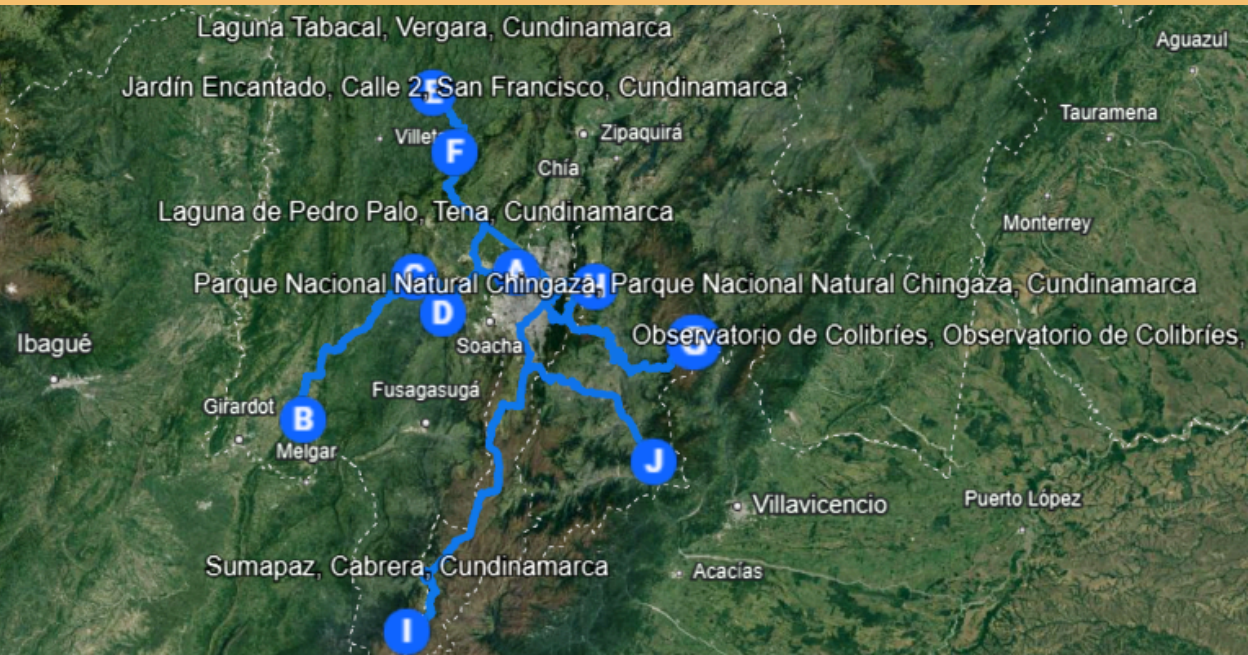 Laguna Tabacal, Vergara, Cundinamarca
Aguazul
Jardín Encantado, Calle 2, San Francisco, Cundinamarca
E
Tauramena
Villet
Zipaquirá
F
Chía
Laguna de Pedro Palo, Tena, Cundinamarca
Monterrey
C
A
H
Parque Nacional Natural Chingaza, Parque Nacional Natural Chingaza, Cundinamarca
D
Observatorio de Colibríes, Observatorio de Colibríes,
G
Ibagué
Soacha
Fusagasugá
Girardot
B
Melgar
J
Villavicencio
Puerto López
Sumapaz, Cabrera, Cundinamarca
Acacías
I